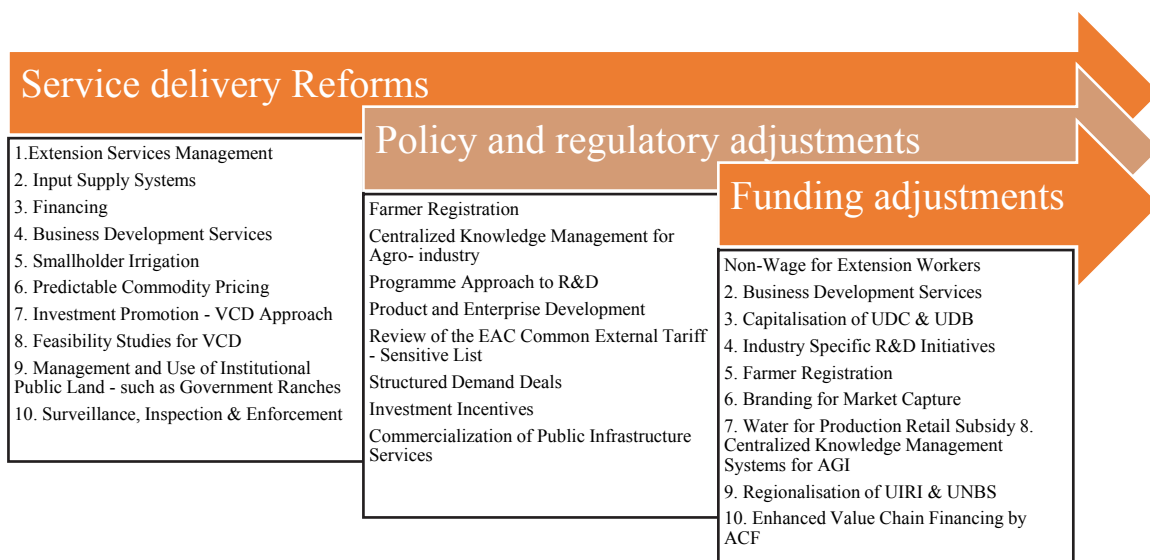 Service delivery Reforms
1.Extension Services Management
2. Input Supply Systems
3. Financing
4. Business Development Services
5. Smallholder Irrigation
6. Predictable Commodity Pricing
7. Investment Promotion - VCD Approach
8. Feasibility Studies for VCD
9. Management and Use of Institutional
Public Land - such as Government Ranches
10. Surveillance, Inspection & Enforcement
Policy and regulatory adjustments
Farmer Registration
Centralized Knowledge Management for
Agro- industry
Programme Approach to R&D
Product and Enterprise Development
Review of the EAC Common External Tariff
- Sensitive List
Structured Demand Deals
Investment Incentives
Commercialization of Public Infrastructure
Services
Funding adjustments
Non-Wage for Extension Workers
2. Business Development Services
3. Capitalisation of UDC & UDB
4. Industry Specific R&D Initiatives
5. Farmer Registration
6. Branding for Market Capture
7. Water for Production Retail Subsidy 8.
Centralized Knowledge Management
Systems for AGI
9. Regionalisation of UIRI & UNBS
10. Enhanced Value Chain Financing by
ACF